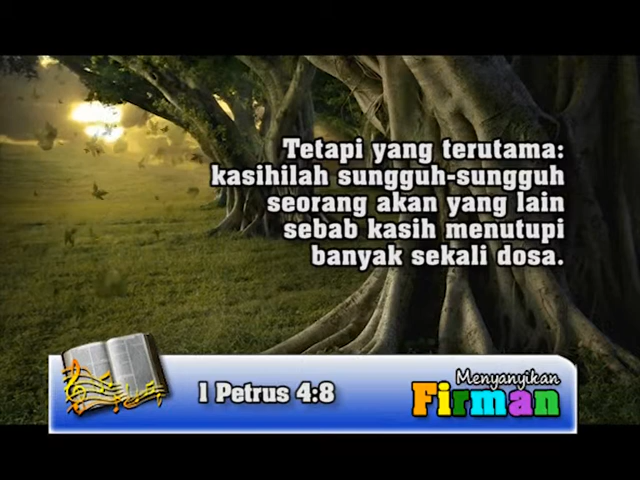 Tetapi yang terutama:
kasihilah sungguh-sungguh
seorang akan yang lain
sebab kasih menutupi
banyak sekali dosa.
1 Petrus 4:8
Menyanyikan
Firman